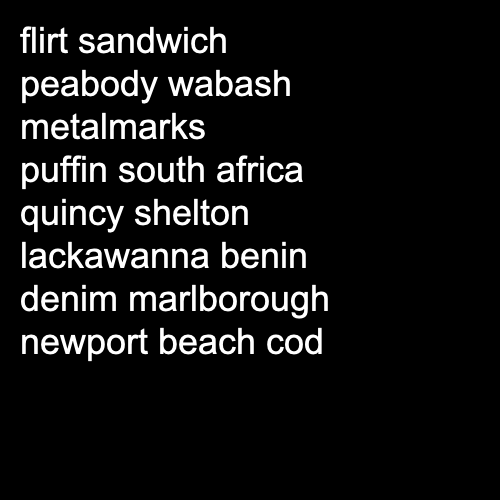 flirt sandwich
peabody wabash
metalmarks
puffin south africa
quincy shelton
lackawanna benin
denim marlborough
newport beach cod